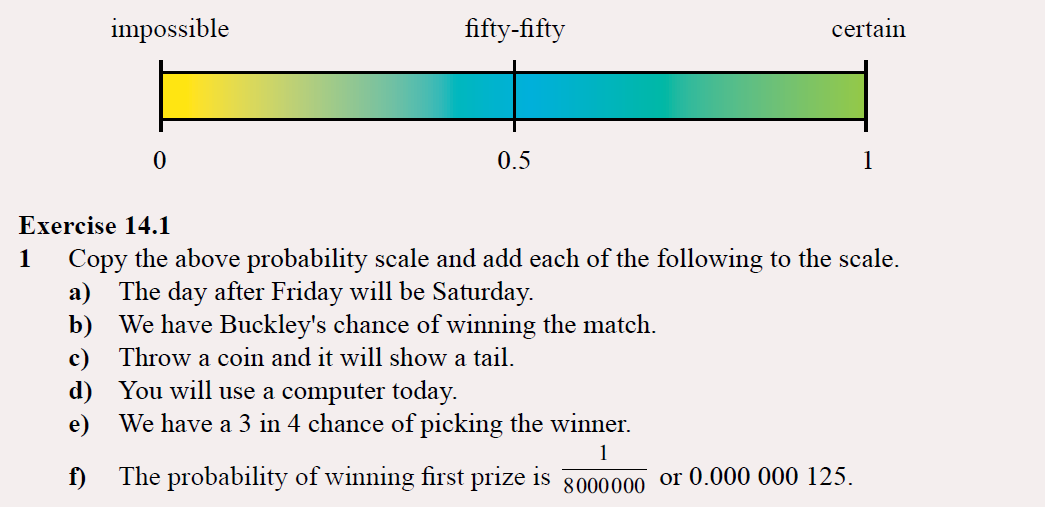 impossible fifty-fifty certain
0 0.5 1
Exercise 14.1
1 Copy the above probability scale and add each of the following to the scale.
a) The day after Friday will be Saturday.
b) We have Buckley's chance of winning the match.
c) Throw a coin and it will show a tail.
d) You will use a computer today.
e) We have a 3 in 4 chance of picking the winner.
f) The probability of winning first prize is 1/8000000 or 0.000 000 125.